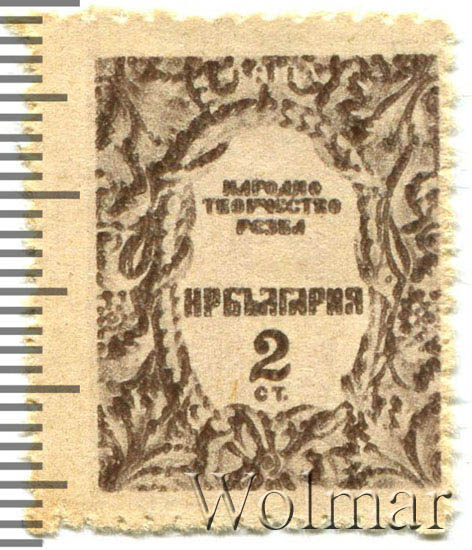 НАРОДНО
ТВОРЧЕСТВО
РЕЗБА
НРБЪЛГАРИЯ
2
СТ.
Wolmar